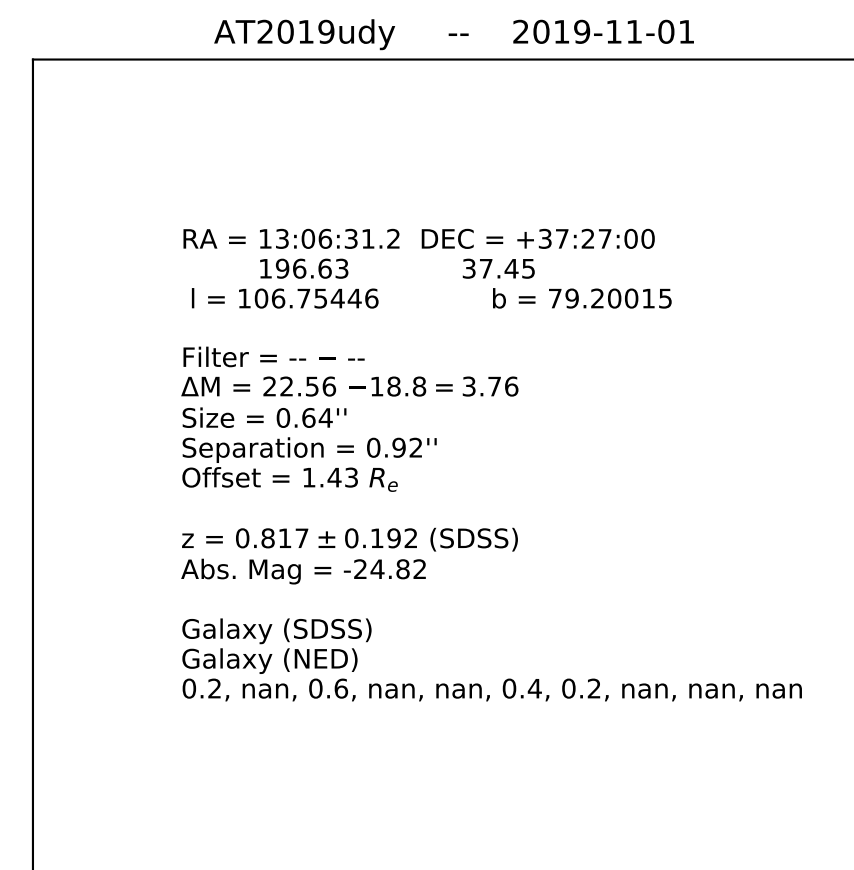 AT2019udy -- 2019-11-01
RA = 13:06:31.2 DEC = +37:27:00
196.63 37.45
l = 106.75446 b = 79.20015
Filter = -- − --
ΔM = 22.56 −18.8 = 3.76
Size = 0.64''
Separation = 0.92''
Offset = 1.43 Re
z = 0.817 ± 0.192 (SDSS)
Abs. Mag = -24.82
Galaxy (SDSS)
Galaxy (NED)
0.2, nan, 0.6, nan, nan, 0.4, 0.2, nan, nan, nan